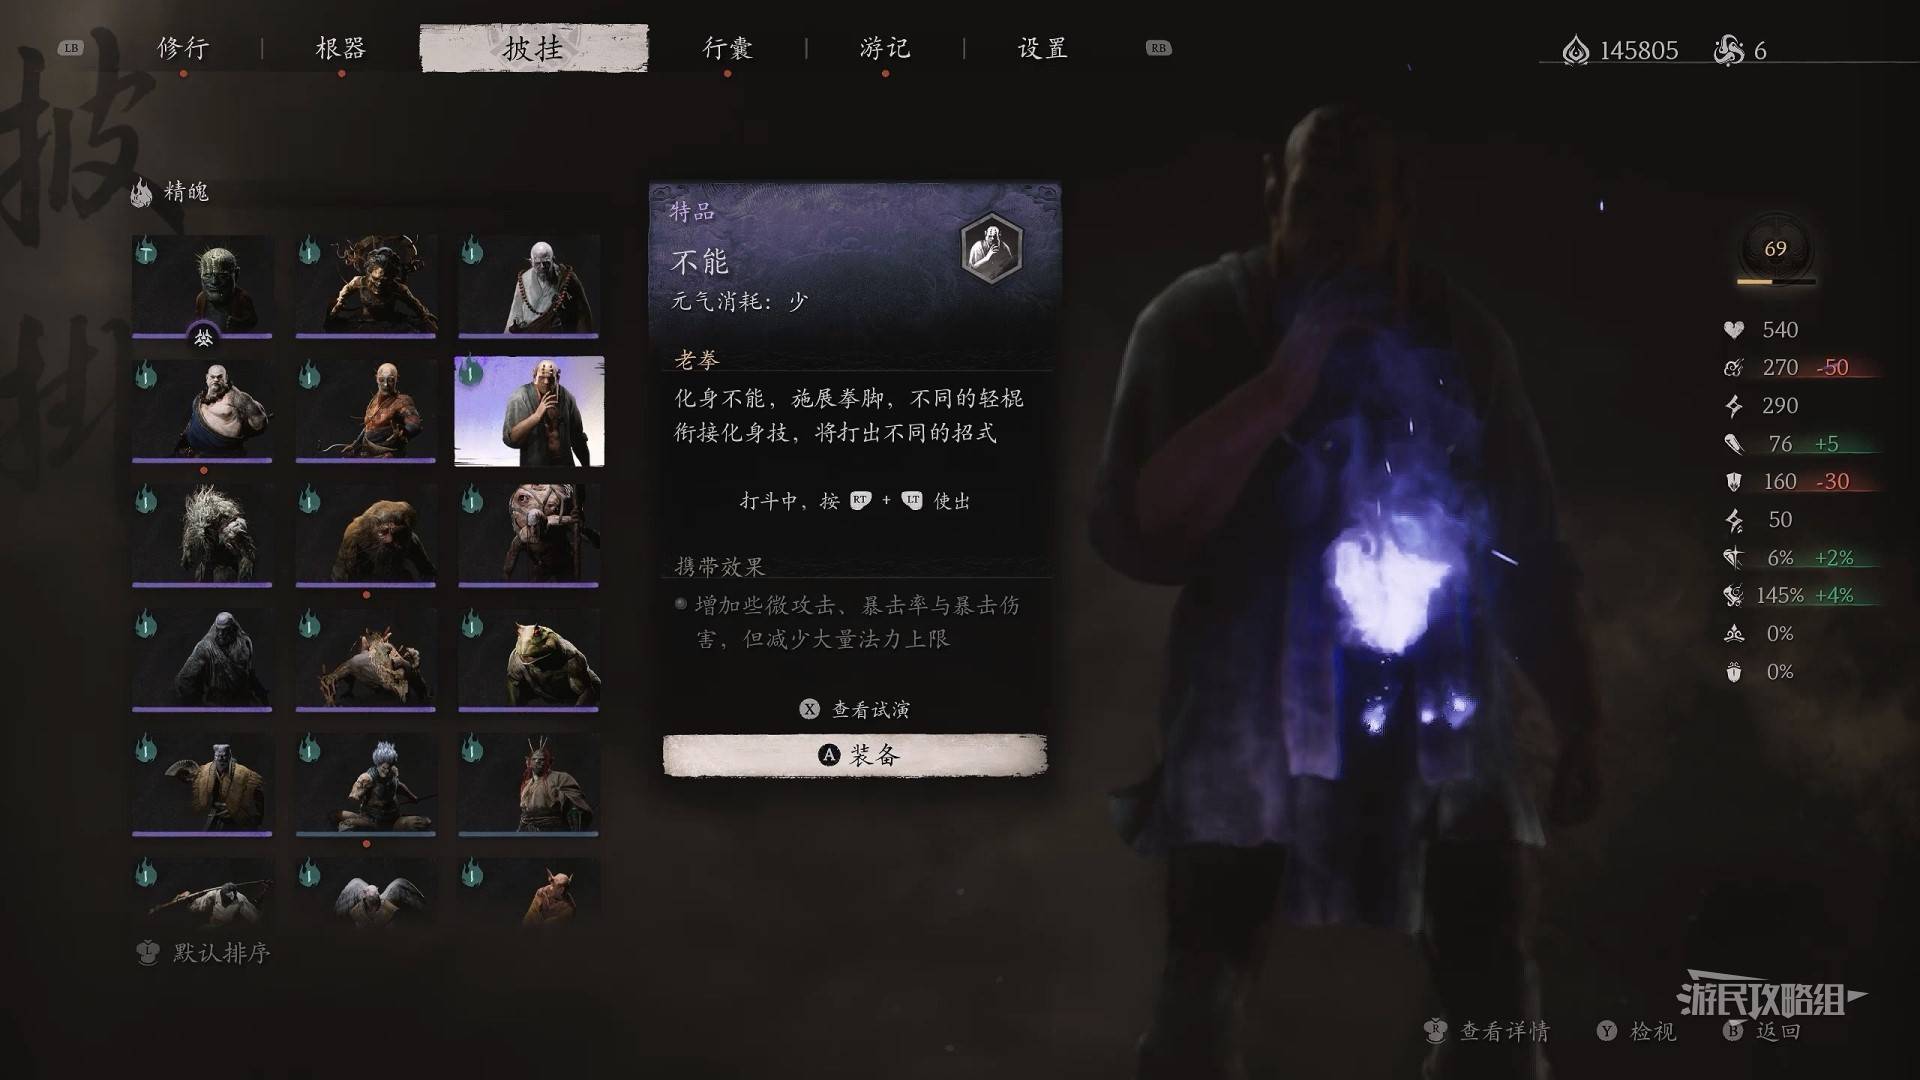 LB 修行 根器 披挂 行囊 游记 设置 RB 145805 6
披挂
精魄
特品
不能
元气消耗：少
老拳
化身不能，施展拳脚，不同的轻棍
衔接化身技，将打出不同的招式
打斗中，按 RT + LT 使出
携带效果
增加些微攻击、暴击率与暴击伤
害，但减少大量法力上限
X 查看试演
A 装备
69
540
270 -50
290
76 +5
160 -30
50
6% +2%
145% +4%
0%
0%
L 默认排序
游民攻略组
R 查看详情 Y 检视 B 返回